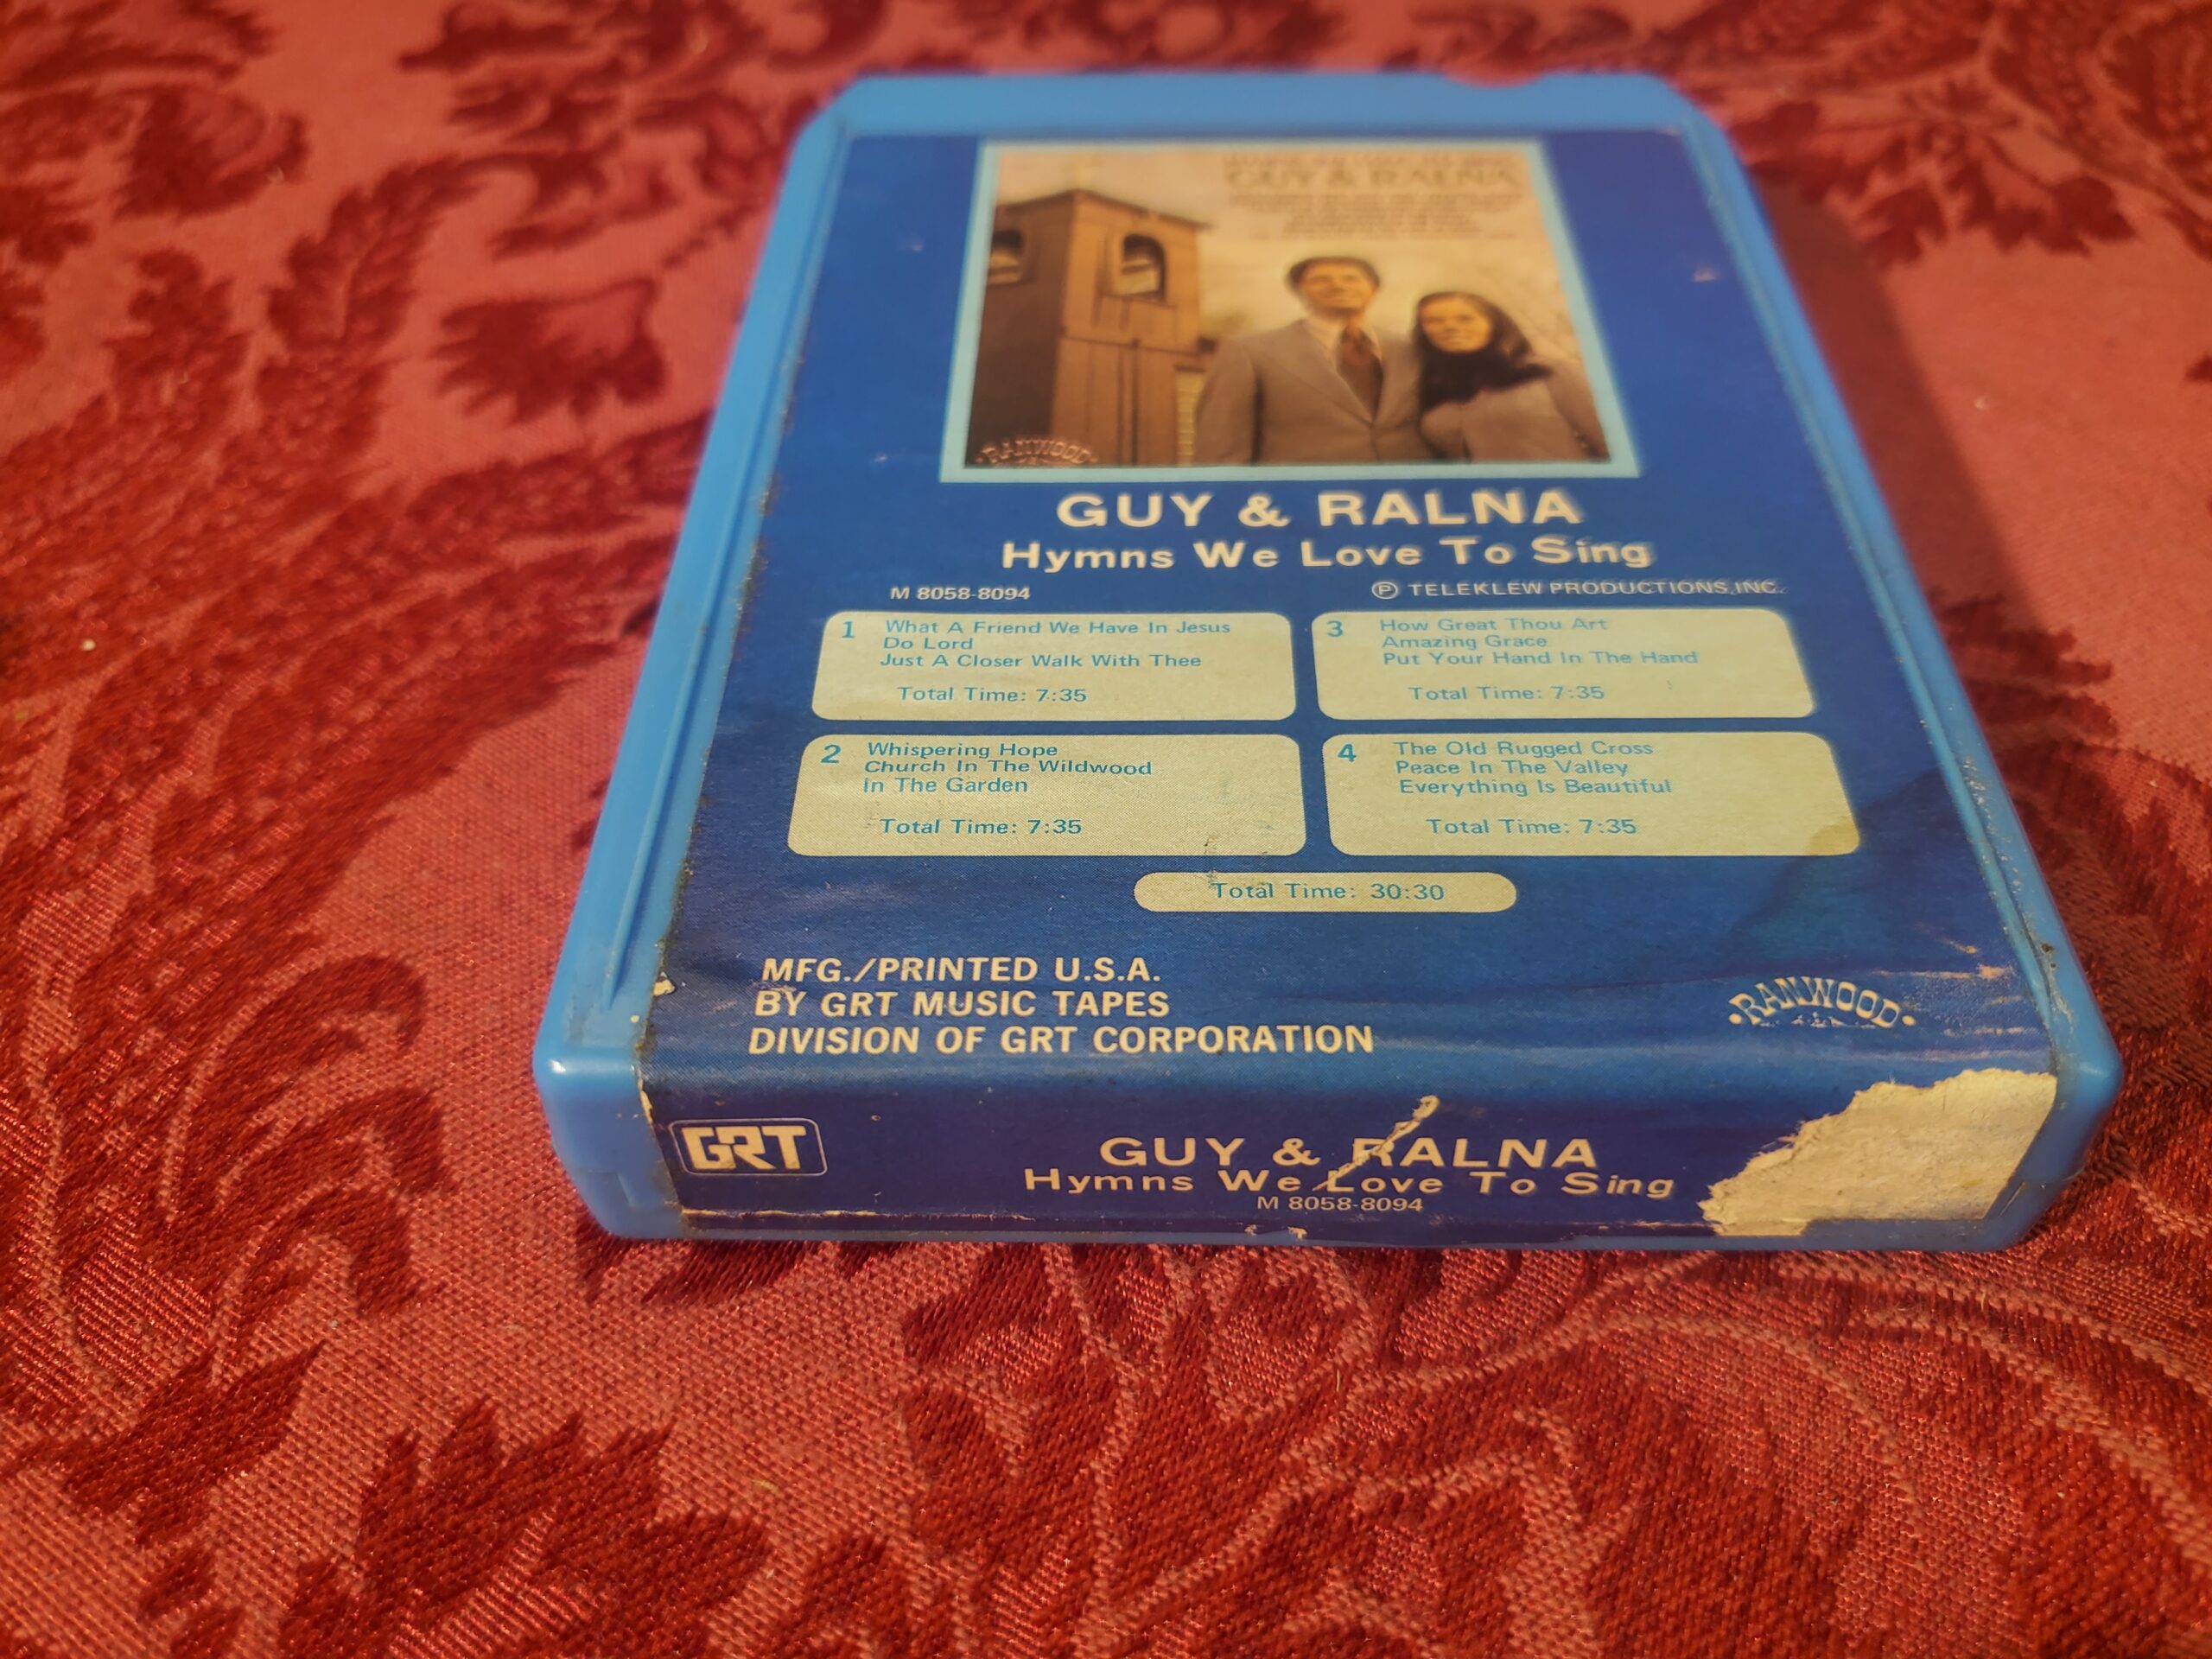 GUY & RALNA
RANWOOD
GUY & RALNA
Hymns We Love To Sing
M 8058-8094
Ⓟ TELEKLEW PRODUCTIONS, INC.
1 What A Friend We Have In Jesus
Do Lord
Just A Closer Walk With Thee
Total Time: 7:35
2 Whispering Hope
Church In The Wildwood
In The Garden
Total Time: 7:35
3 How Great Thou Art
Amazing Grace
Put Your Hand In The Hand
Total Time: 7:35
4 The Old Rugged Cross
Peace In The Valley
Everything Is Beautiful
Total Time: 7:35
Total Time: 30:30
MFG./PRINTED U.S.A.
BY GRT MUSIC TAPES
DIVISION OF GRT CORPORATION
RANWOOD
GRT
GUY & RALNA
Hymns We Love To Sing
M 8058-8094